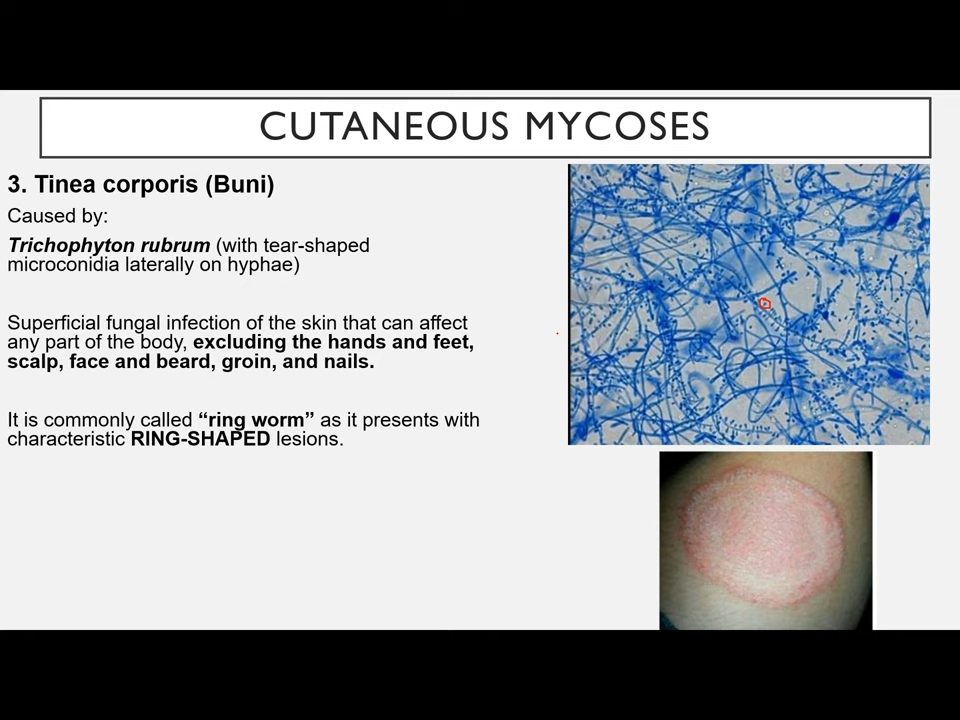 CUTANEOUS MYCOSES
3. Tinea corporis (Buni)
Caused by:
Trichophyton rubrum (with tear-shaped
microconidia laterally on hyphae)
Superficial fungal infection of the skin that can affect
any part of the body, excluding the hands and feet,
scalp, face and beard, groin, and nails.
It is commonly called “ring worm” as it presents with
characteristic RING-SHAPED lesions.